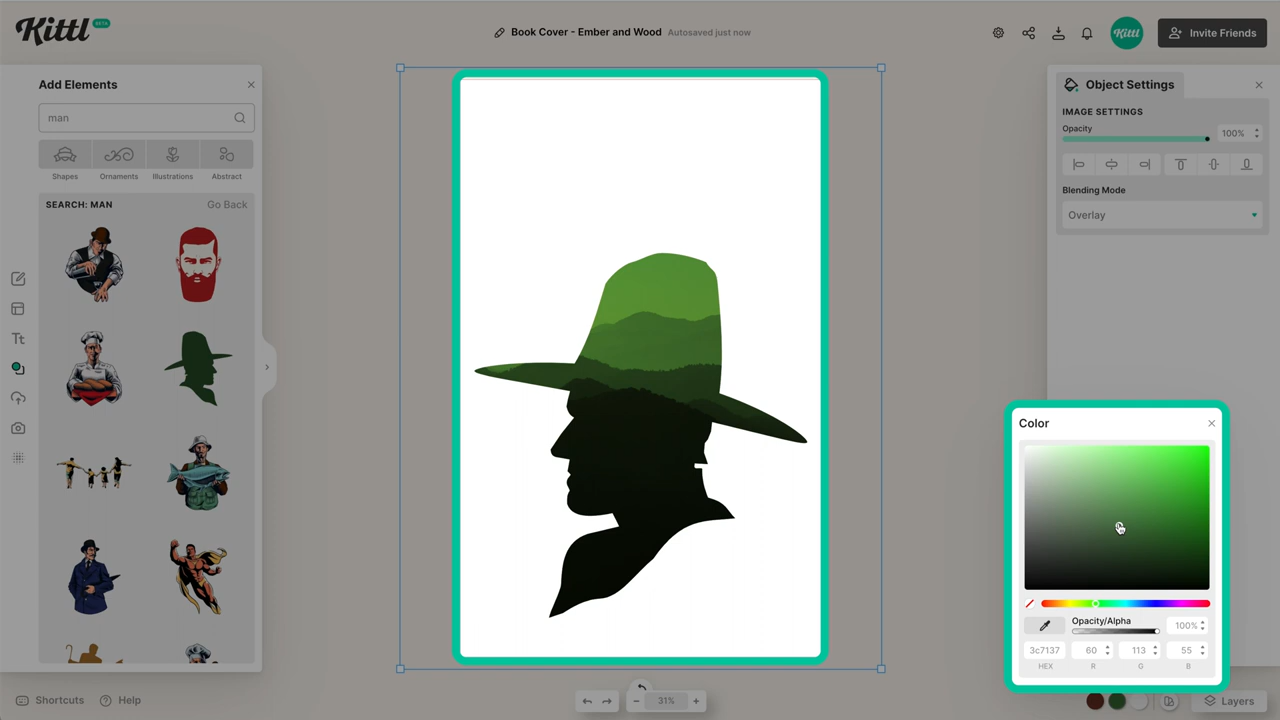 Kittl BETA
Book Cover - Ember and Wood Autosaved just now
Kittl
Invite Friends
Add Elements
man
Shapes Ornaments Illustrations Abstract
SEARCH: MAN Go Back
Tt
Object Settings
IMAGE SETTINGS
Opacity
100%
Blending Mode
Overlay
Color
Opacity/Alpha
100%
3c7137 60 113 55
HEX R G B
Shortcuts Help
31%
Layers